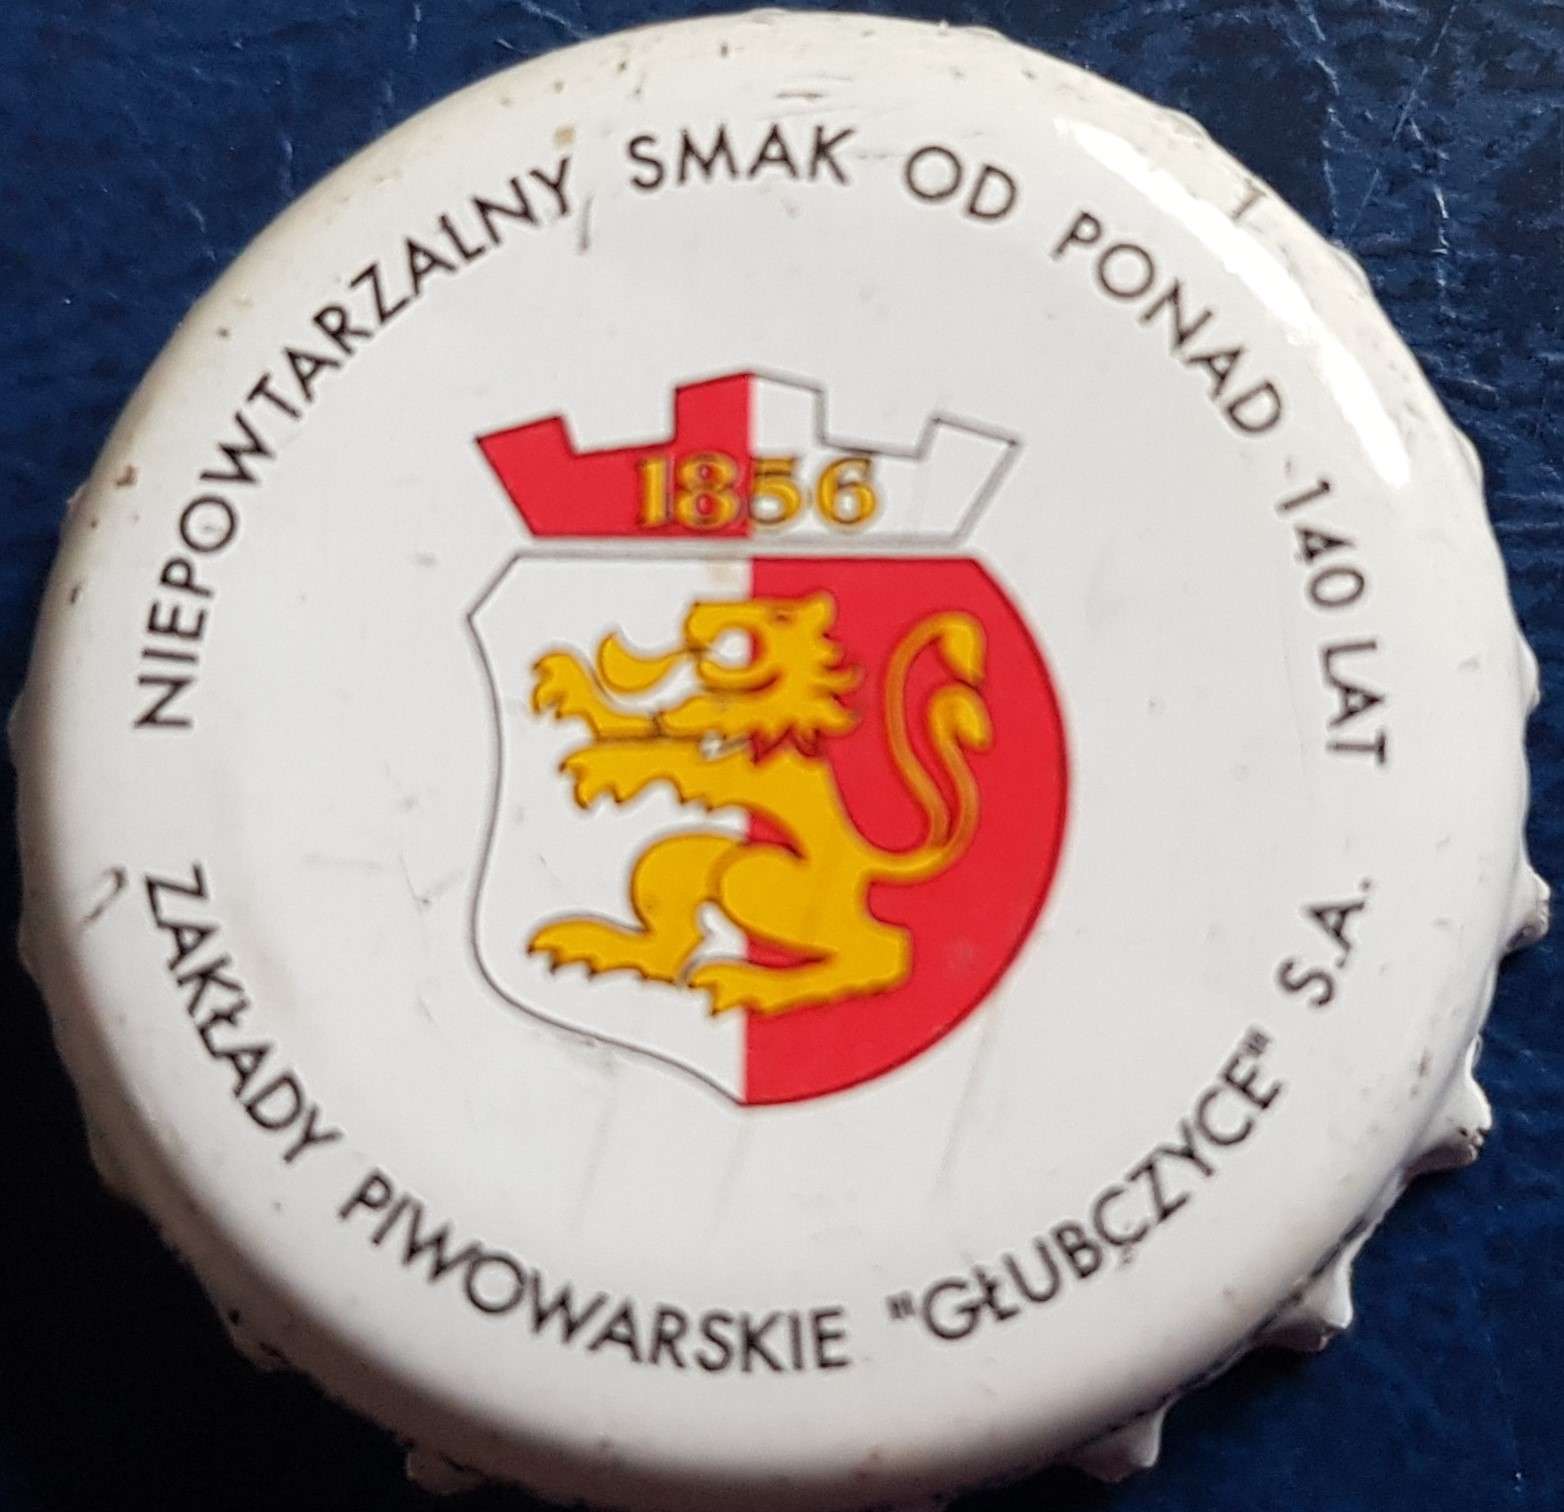 NIEPOWTARZALNY SMAK OD PONAD 140 LAT
1856
ZAKŁADY PIWOWARSKIE "GŁUBCZYCE" S.A.